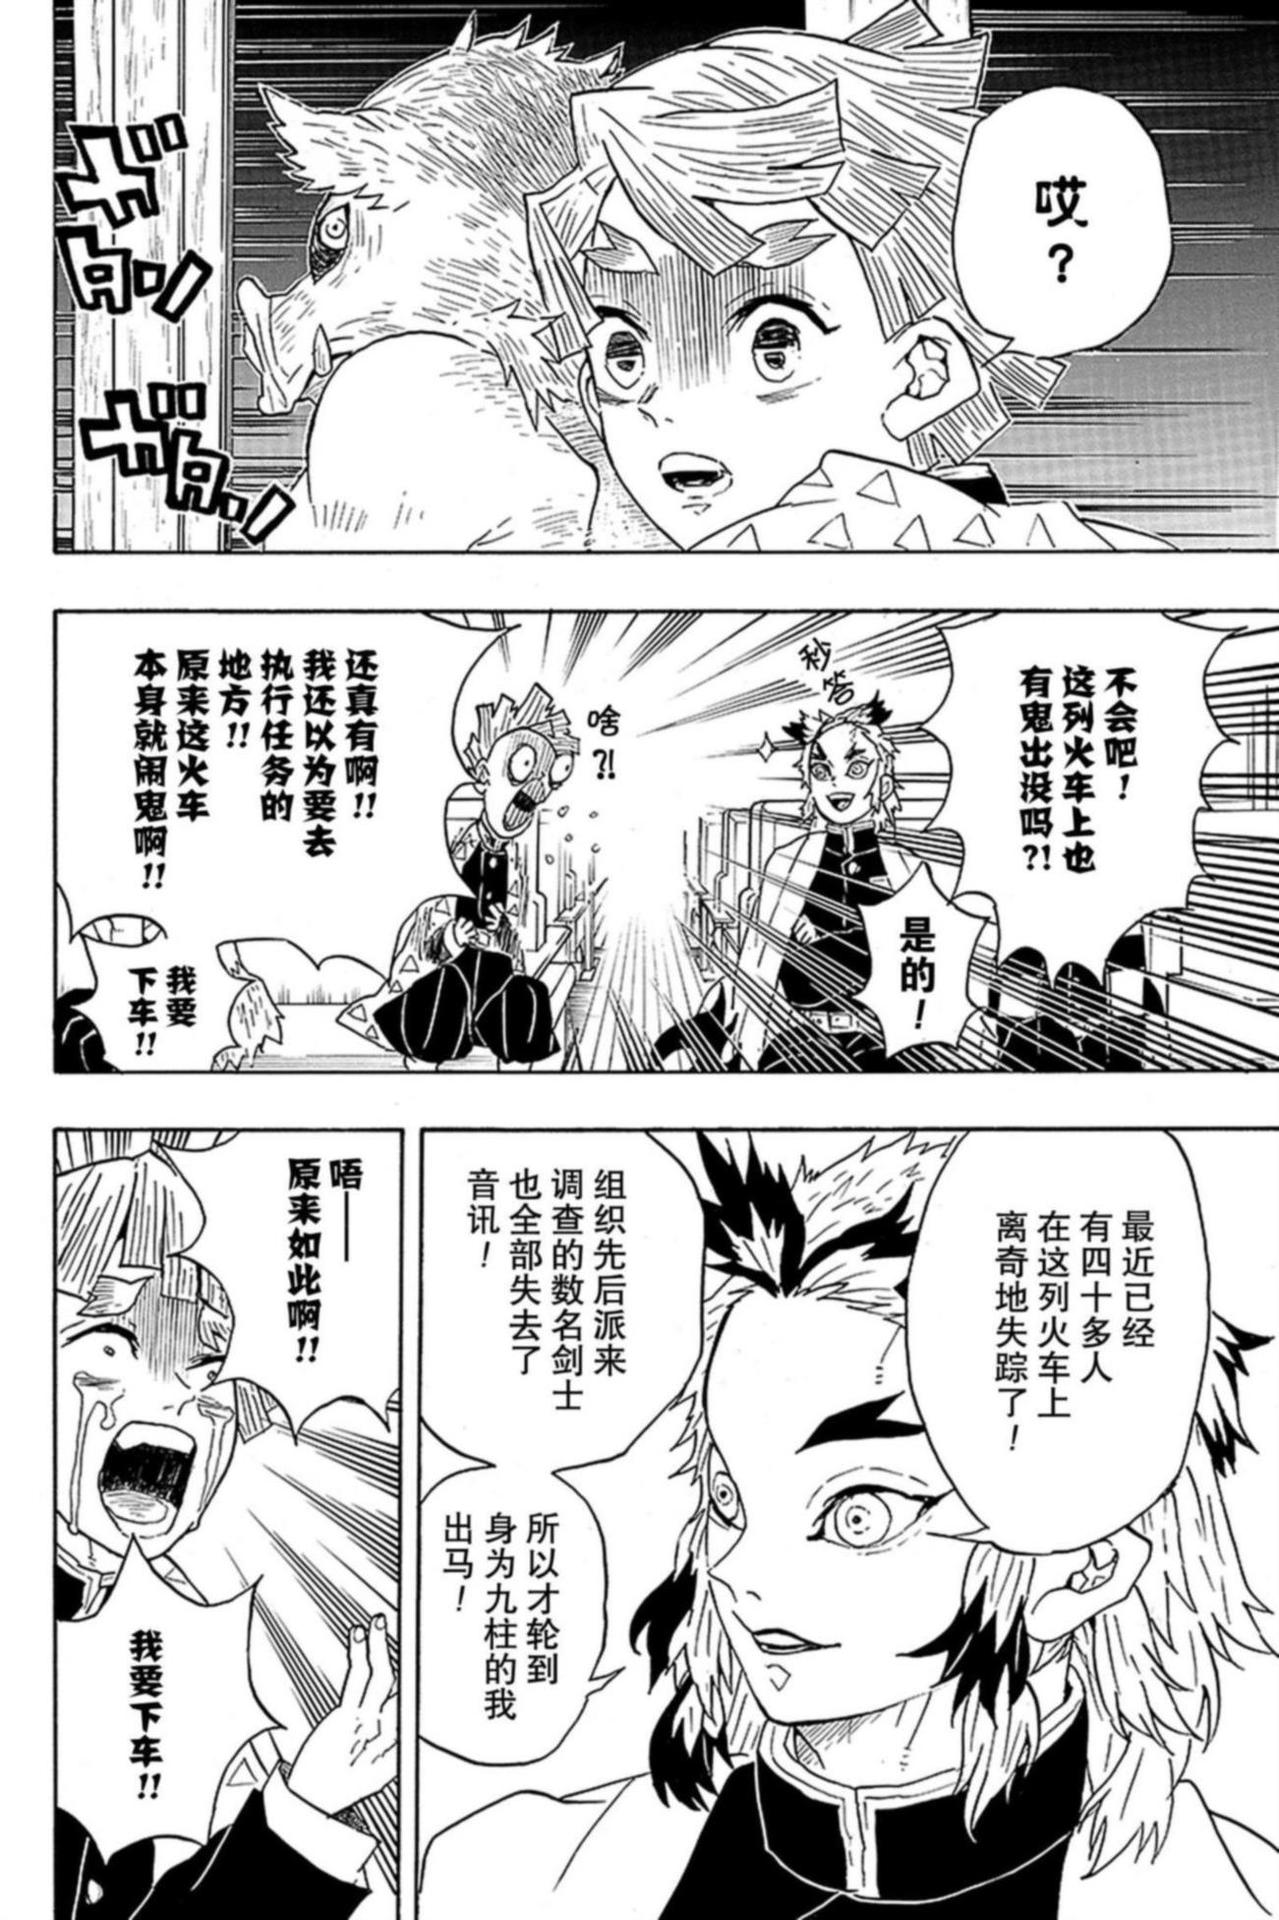 哎
？
ガ
タ
ン
ガ
タ
ン
不会吧！
这列火车上也
有鬼出没吗？！
秒答
是的！
啥？！
还真有啊！！
我还以为要去
执行任务的
地方！！
原来这火车
本身就闹鬼啊！！
我要
下车！！
最近已经
有四十多人
在这列火车上
离奇地失踪了！
组织先后派来
调查的数名剑士
也全部失去了
音讯！
所以才轮到
身为九柱的我
出马！
唔——
原来如此啊！！
我要下车！！